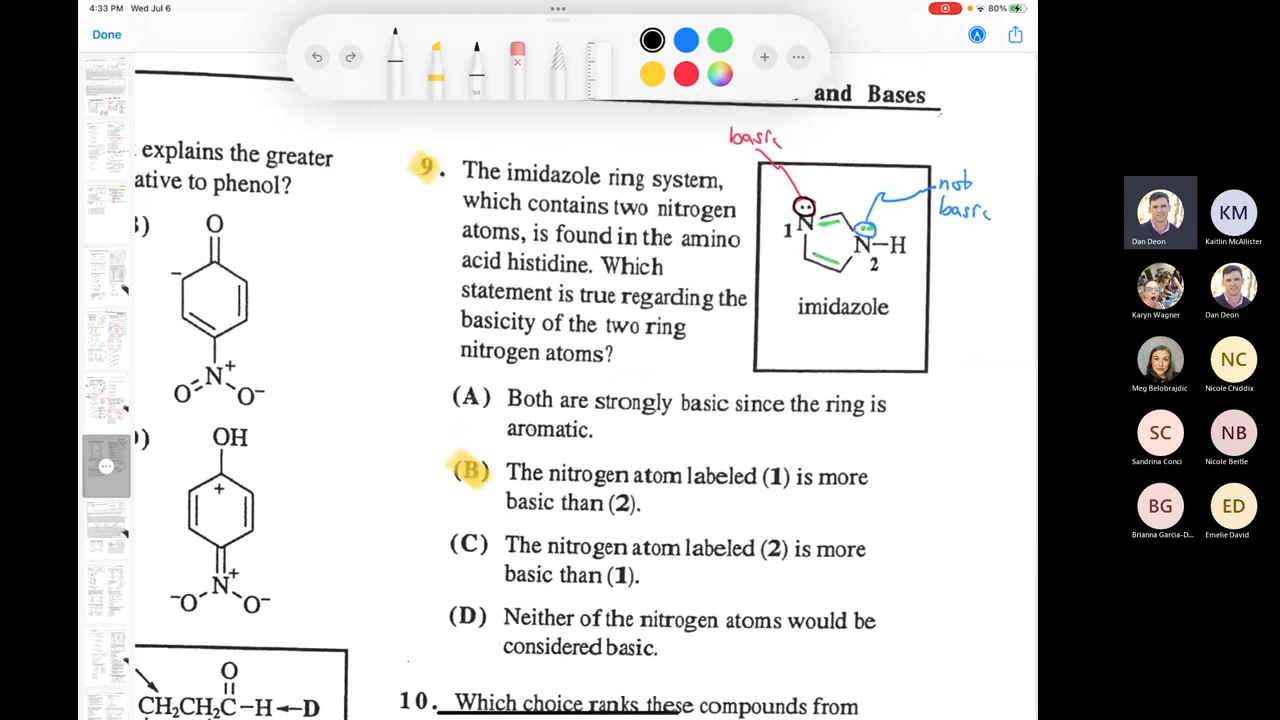 4:33 PM Wed Jul 6
80%
Done
50
and Bases
explains the greater
ative to phenol?
)
O
−
N+
O
O−
)
OH
+
N+
−O
O−
O
CH2CH2C−H←D
9.
The imidazole ring system,
which contains two nitrogen
atoms, is found in the amino
acid histidine. Which
statement is true regarding the
basicity of the two ring
nitrogen atoms?
basic
not
basic
1
N
N−H
2
imidazole
(A) Both are strongly basic since the ring is
aromatic.
(B) The nitrogen atom labeled (1) is more
basic than (2).
(C) The nitrogen atom labeled (2) is more
basic than (1).
(D) Neither of the nitrogen atoms would be
considered basic.
10. Which choice ranks these compounds from
Dan Deon
KM
Kaitlin McAllister
Karyn Wagner
Dan Deon
Meg Belobrajdic
NC
Nicole Chiddix
SC
Sandrina Conci
NB
Nicole Beitle
BG
Brianna Garcia-D...
ED
Emelie David